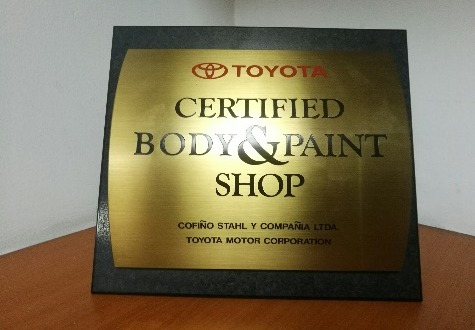 TOYOTA
CERTIFIED
BODY&PAINT
SHOP
COFIÑO STAHL Y COMPAÑIA LTDA.
TOYOTA MOTOR CORPORATION